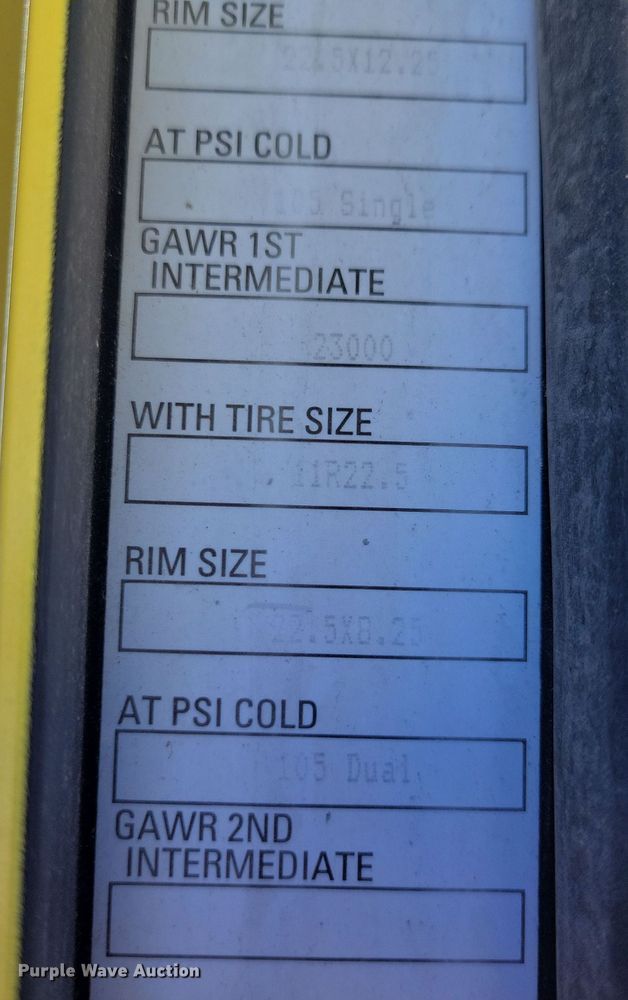 RIM SIZE
22.5X12.25
AT PSI COLD
105 Single
GAWR 1ST
INTERMEDIATE
23000
WITH TIRE SIZE
11R22.5
RIM SIZE
22.5X8.25
AT PSI COLD
105 Dual
GAWR 2ND
INTERMEDIATE
Purple Wave Auction